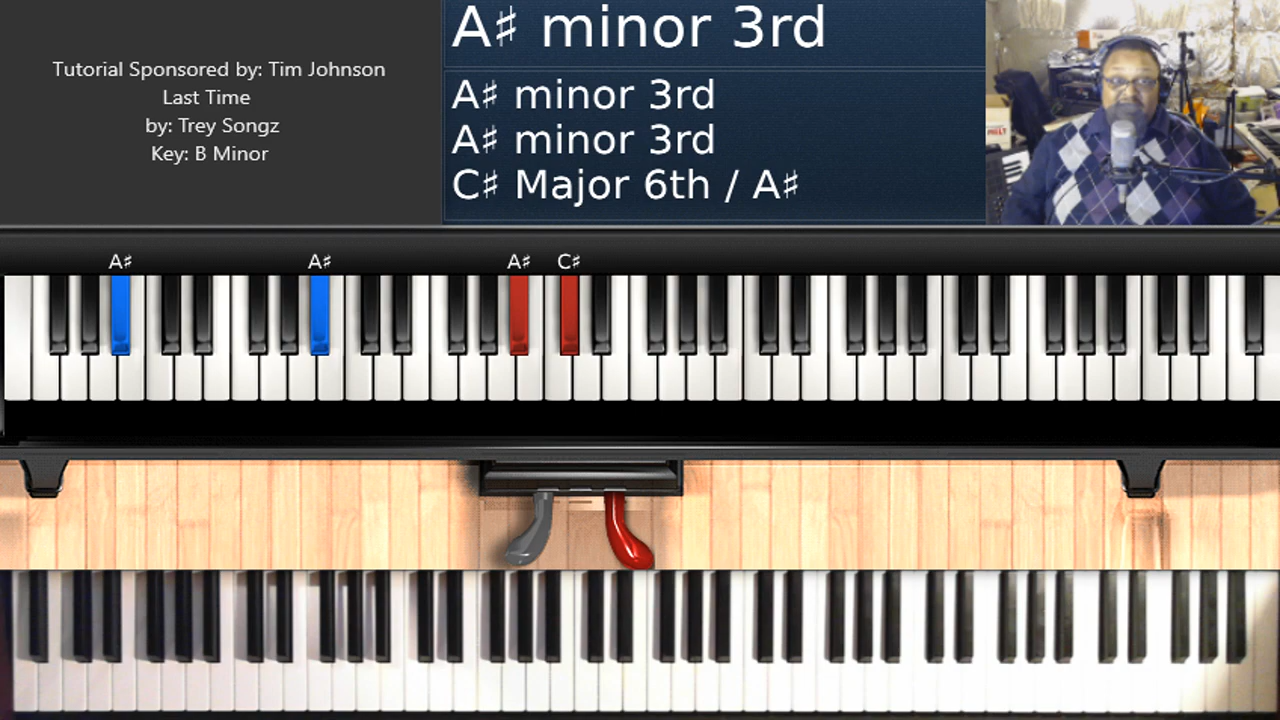 Tutorial Sponsored by: Tim Johnson
Last Time
by: Trey Songz
Key: B Minor
A♯ minor 3rd
A♯ minor 3rd
A♯ minor 3rd
C♯ Major 6th / A♯
A♯ A♯ A♯ C♯